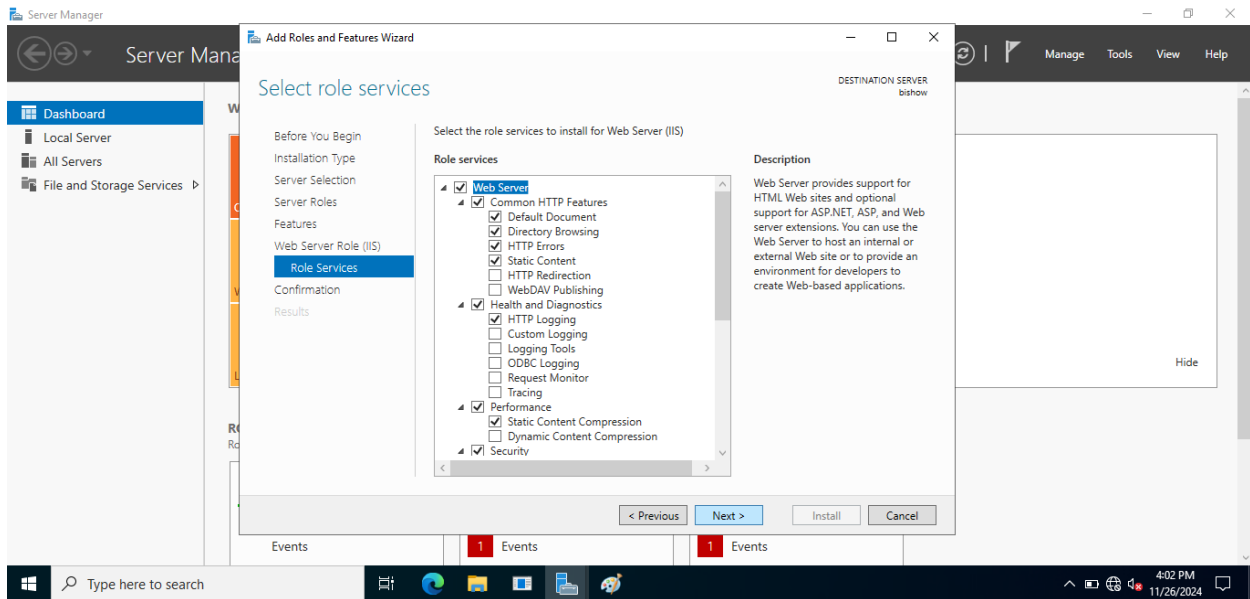 Server Manager
Server Mana
Manage Tools View Help
Dashboard
Local Server
All Servers
File and Storage Services
Add Roles and Features Wizard
Select role services
DESTINATION SERVER
bishow
Before You Begin
Installation Type
Server Selection
Server Roles
Features
Web Server Role (IIS)
Role Services
Confirmation
Results
Select the role services to install for Web Server (IIS)
Role services
Web Server
Common HTTP Features
Default Document
Directory Browsing
HTTP Errors
Static Content
HTTP Redirection
WebDAV Publishing
Health and Diagnostics
HTTP Logging
Custom Logging
Logging Tools
ODBC Logging
Request Monitor
Tracing
Performance
Static Content Compression
Dynamic Content Compression
Security
Description
Web Server provides support for
HTML Web sites and optional
support for ASP.NET, ASP, and Web
server extensions. You can use the
Web Server to host an internal or
external Web site or to provide an
environment for developers to
create Web-based applications.
< Previous Next > Install Cancel
Hide
Events
1 Events
1 Events
Type here to search
4:02 PM
11/26/2024